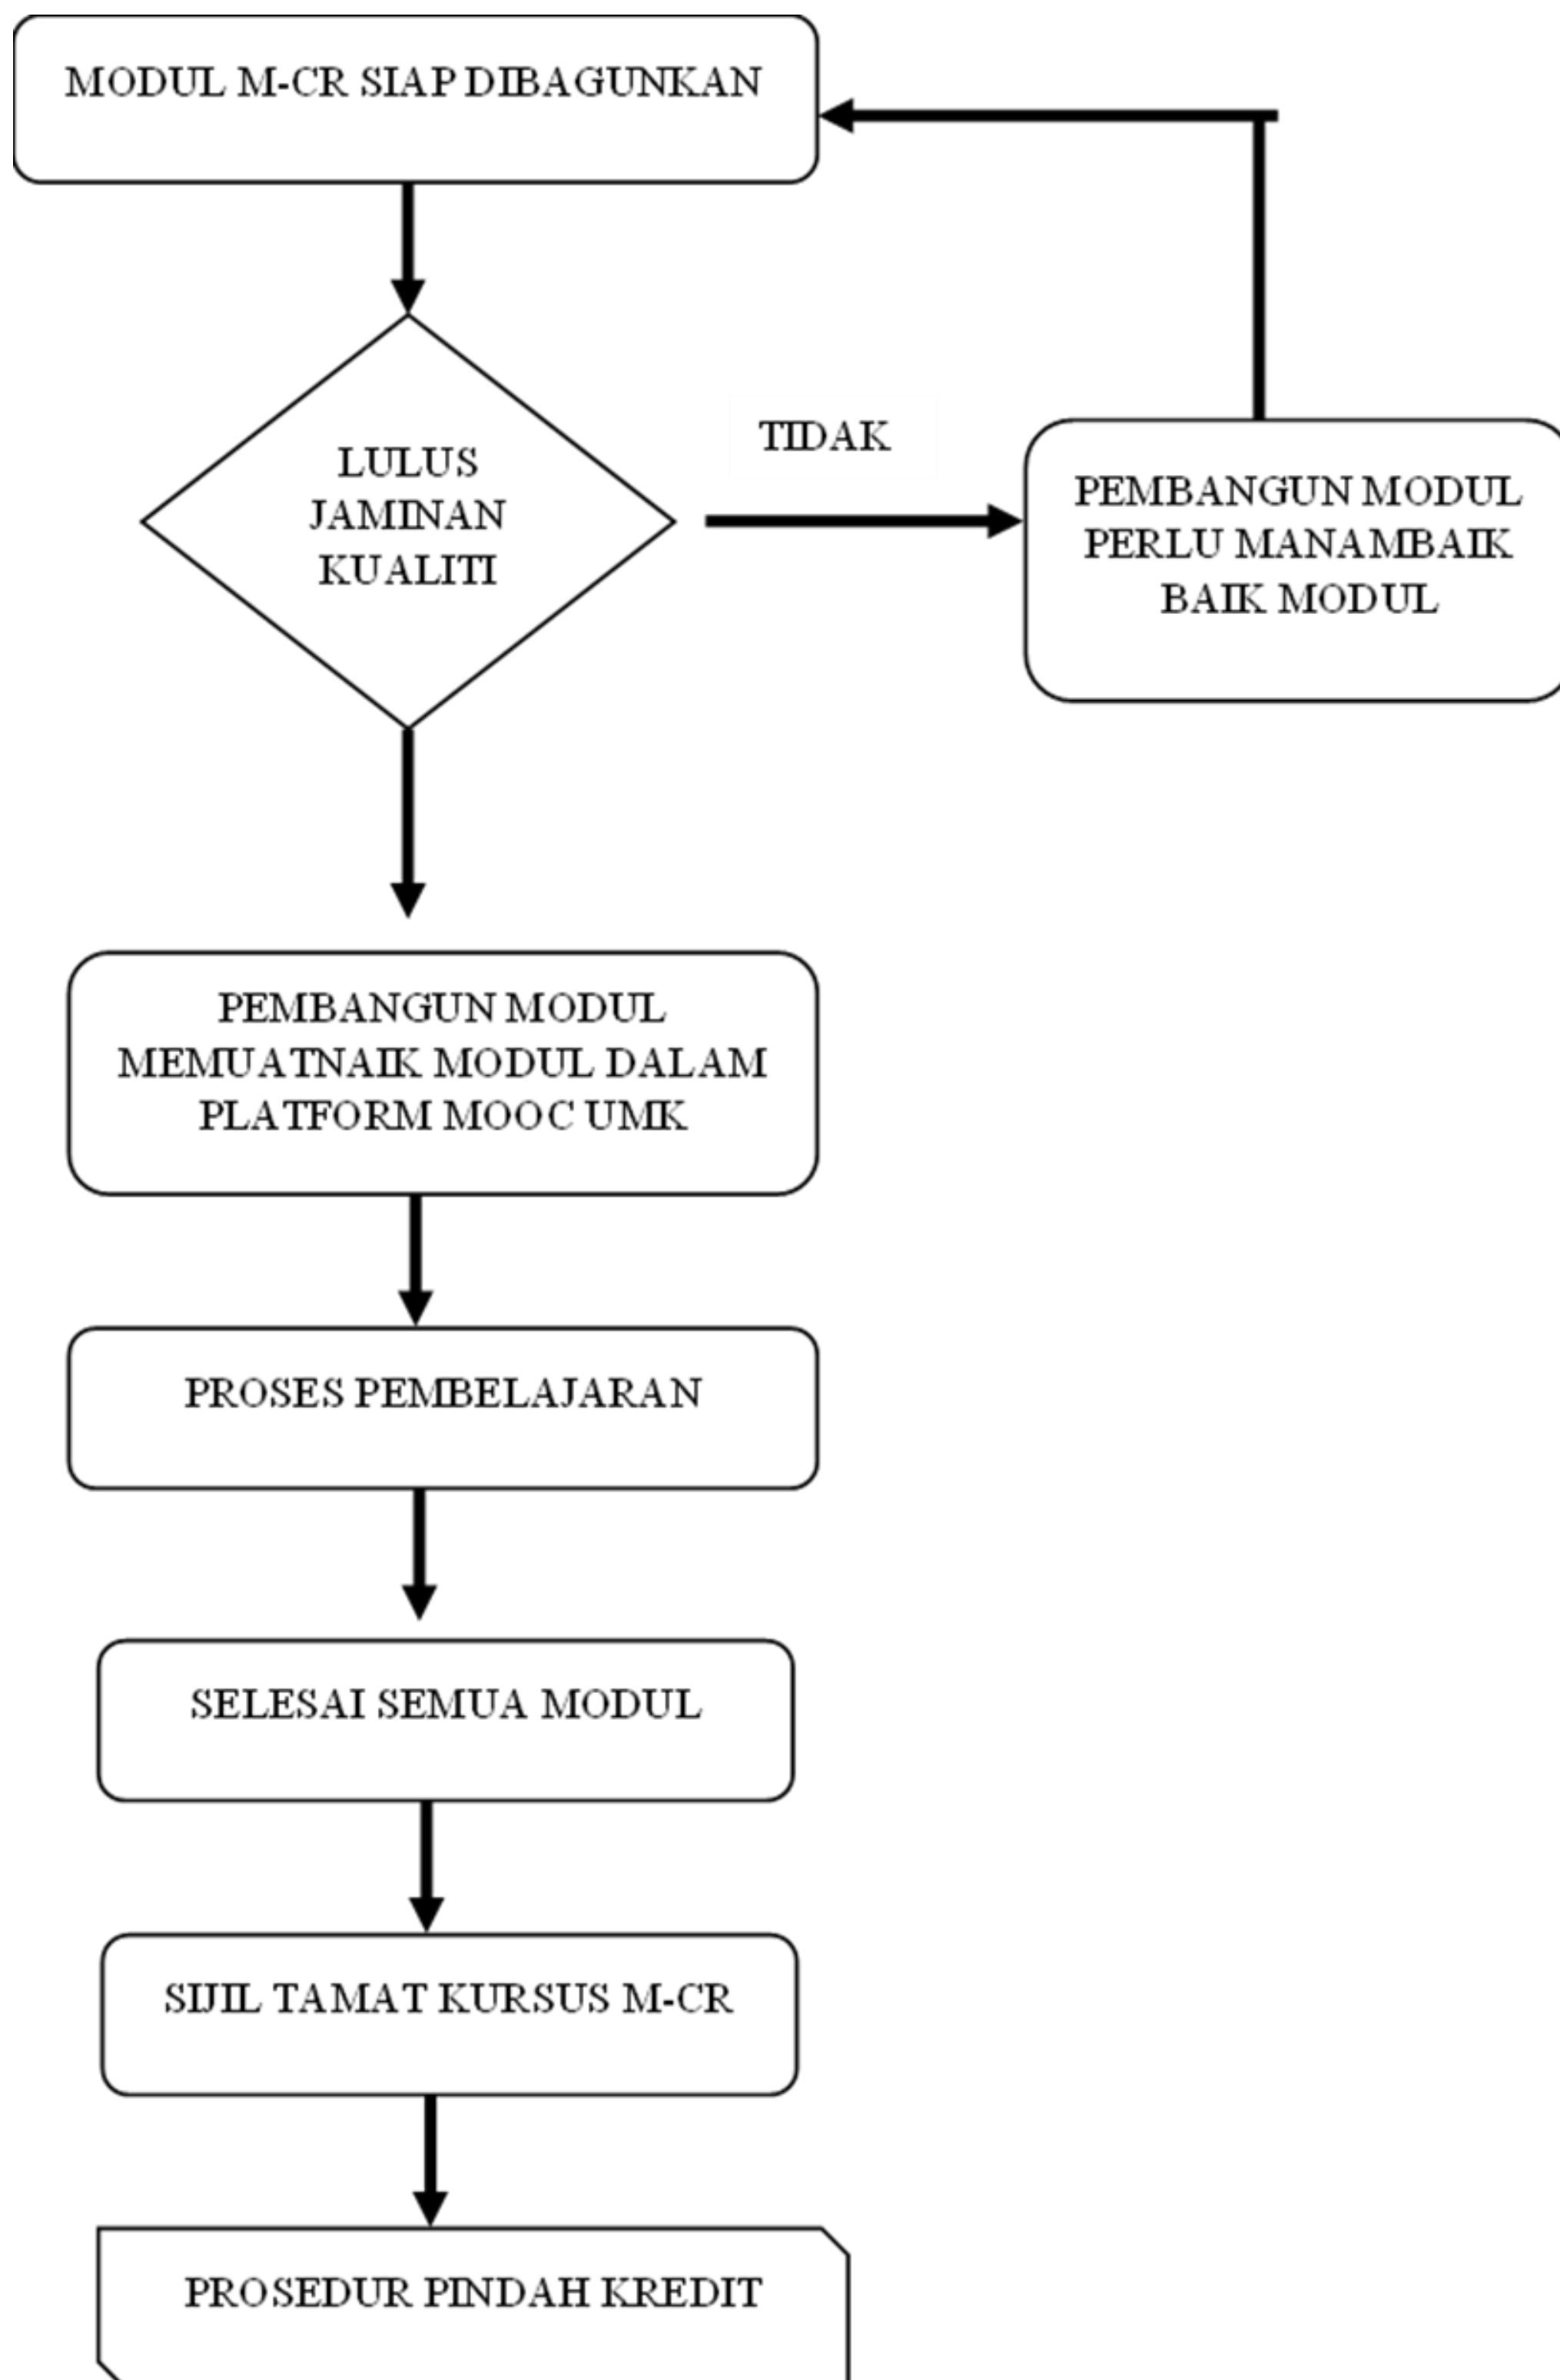 MODUL M-CR SIAP DIBAGUNKAN
LULUS
JAMINAN
KUALITI
TIDAK
PEMBANGUN MODUL
PERLU MANAMBAIK
BAIK MODUL
PEMBANGUN MODUL
MEMUATNAIK MODUL DALAM
PLATFORM MOOC UMK
PROSES PEMBELAJARAN
SELESAI SEMUA MODUL
SIJIL TAMAT KURSUS M-CR
PROSEDUR PINDAH KREDIT